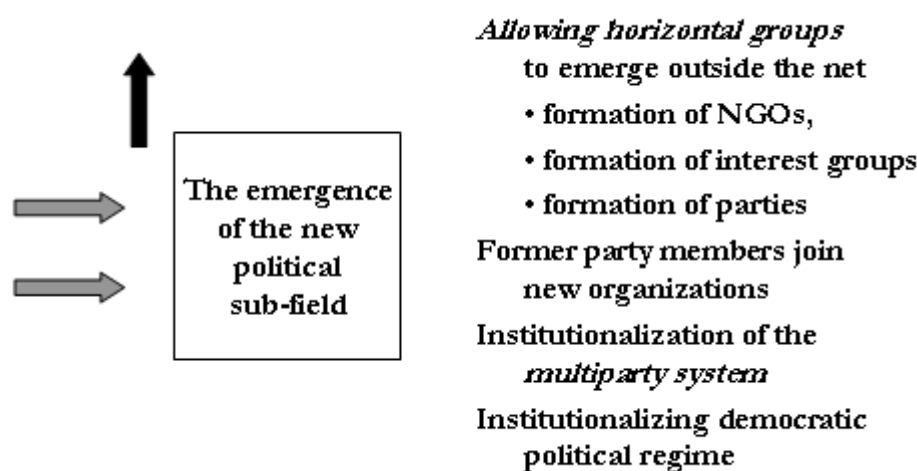 The emergence
of the new
political
sub-field
Allowing horizontal groups
to emerge outside the net
• formation of NGOs,
• formation of interest groups
• formation of parties
Former party members join
new organizations
Institutionalization of the
multiparty system
Institutionalizing democratic
political regime